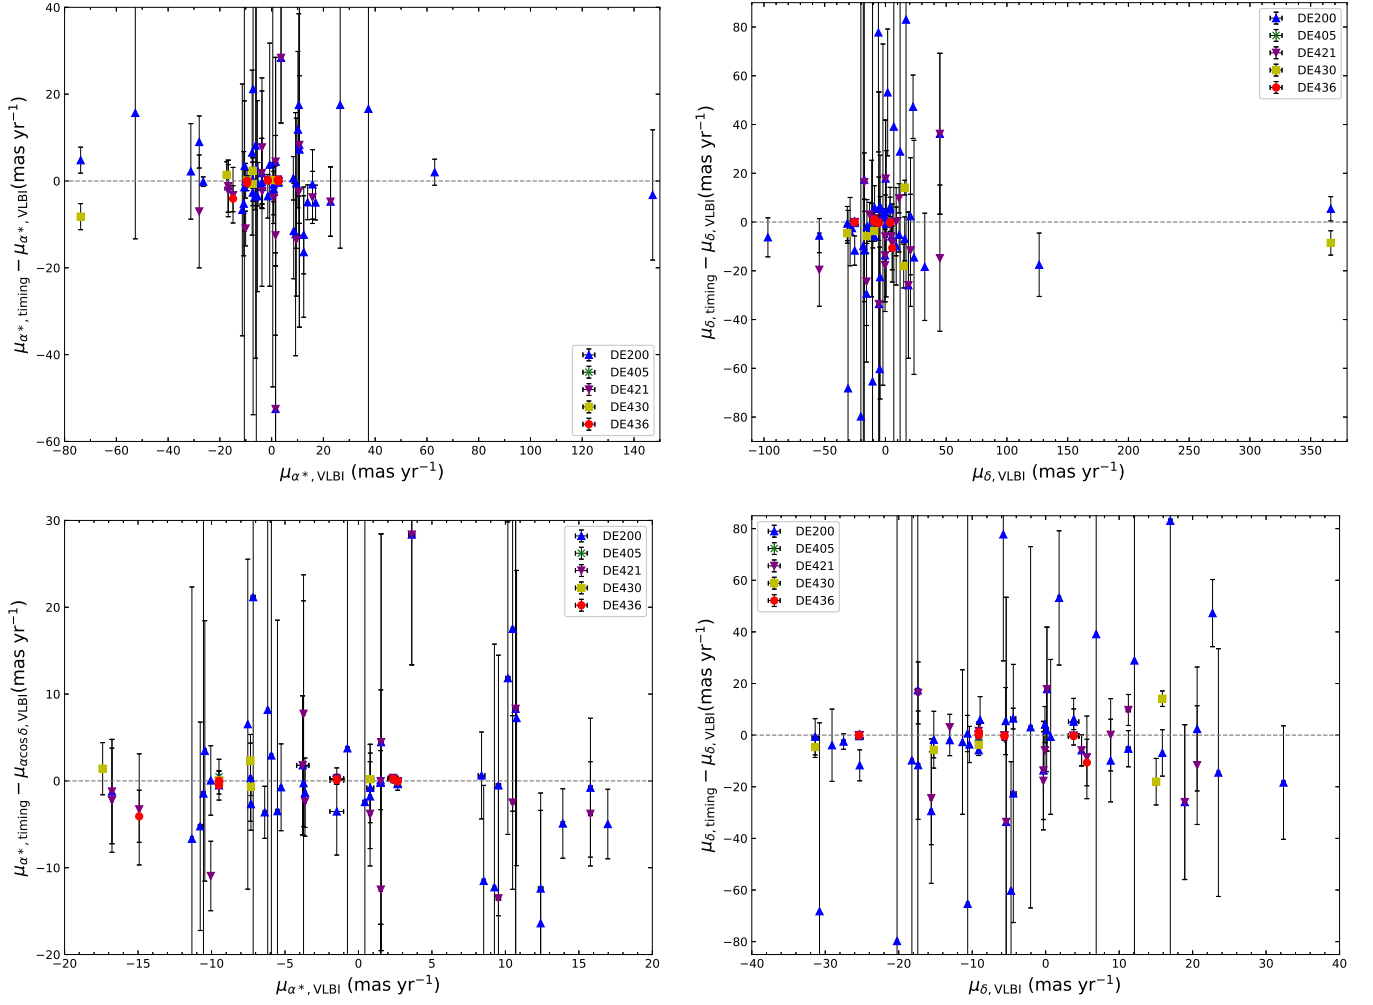 40
20
0
−20
−40
−60
−80 −60 −40 −20 0 20 40 60 80 100 120 140
μα*, timing − μα*, VLBI(mas yr−1)
μα*, VLBI (mas yr−1)
DE200
DE405
DE421
DE430
DE436
80
60
40
20
0
−20
−40
−60
−80
−100 −50 0 50 100 150 200 250 300 350
μδ, timing − μδ, VLBI(mas yr−1)
μδ, VLBI (mas yr−1)
DE200
DE405
DE421
DE430
DE436
30
20
10
0
−10
−20
−20 −15 −10 −5 0 5 10 15 20
μα*, timing − μαcos δ, VLBI(mas yr−1)
μα*, VLBI (mas yr−1)
DE200
DE405
DE421
DE430
DE436
80
60
40
20
0
−20
−40
−60
−80
−40 −30 −20 −10 0 10 20 30 40
μδ, timing − μδ, VLBI(mas yr−1)
μδ, VLBI (mas yr−1)
DE200
DE405
DE421
DE430
DE436